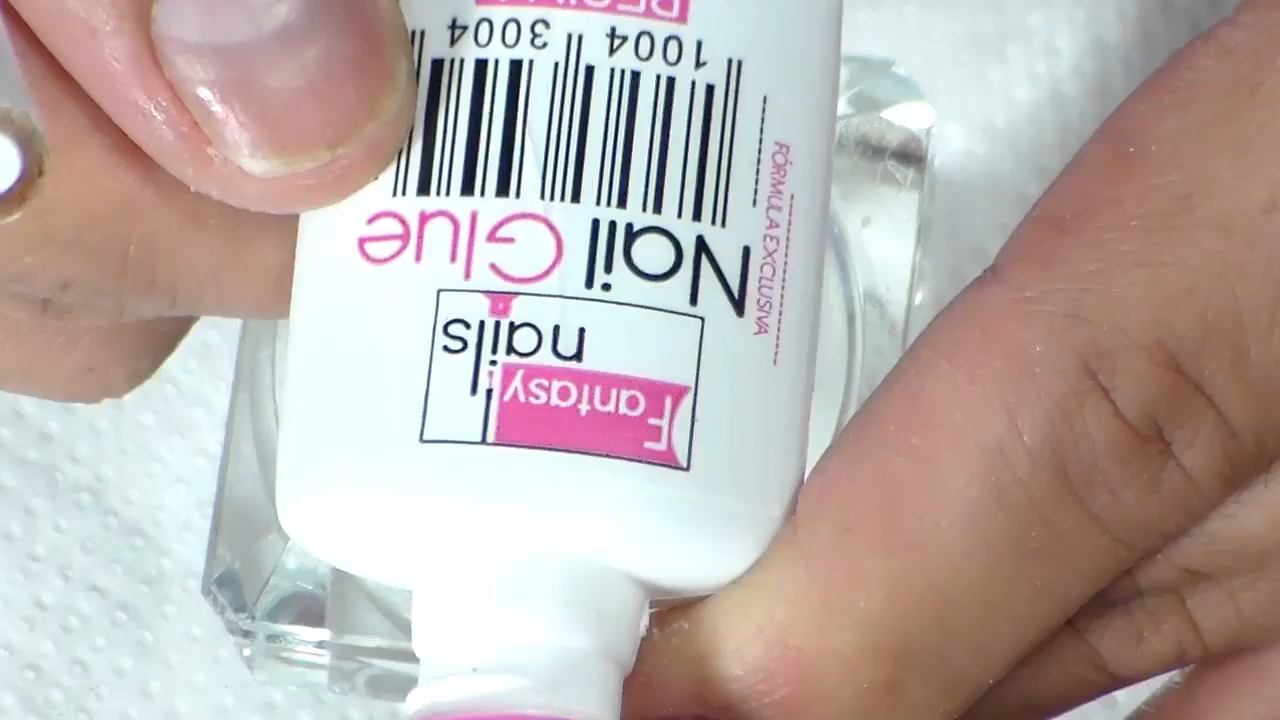 Fantasy
nails
Nail Glue
FÓRMULA EXCLUSIVA
1004 3004